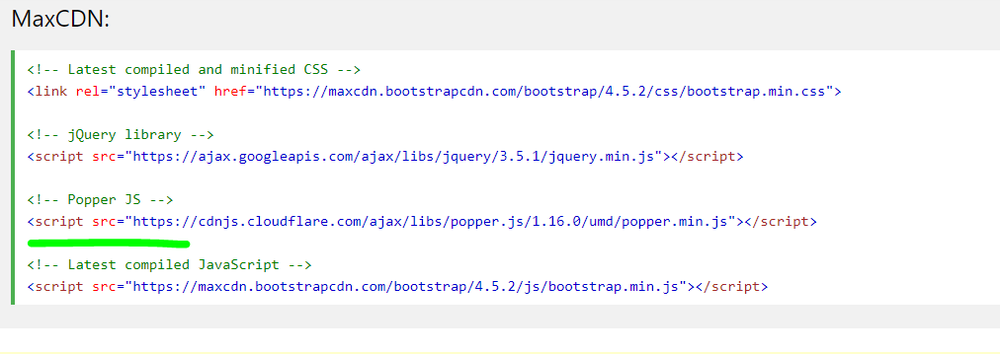 MaxCDN:
<!-- Latest compiled and minified CSS -->
<link rel="stylesheet" href="https://maxcdn.bootstrapcdn.com/bootstrap/4.5.2/css/bootstrap.min.css">
<!-- jQuery library -->
<script src="https://ajax.googleapis.com/ajax/libs/jquery/3.5.1/jquery.min.js"></script>
<!-- Popper JS -->
<script src="https://cdnjs.cloudflare.com/ajax/libs/popper.js/1.16.0/umd/popper.min.js"></script>
<!-- Latest compiled JavaScript -->
<script src="https://maxcdn.bootstrapcdn.com/bootstrap/4.5.2/js/bootstrap.min.js"></script>